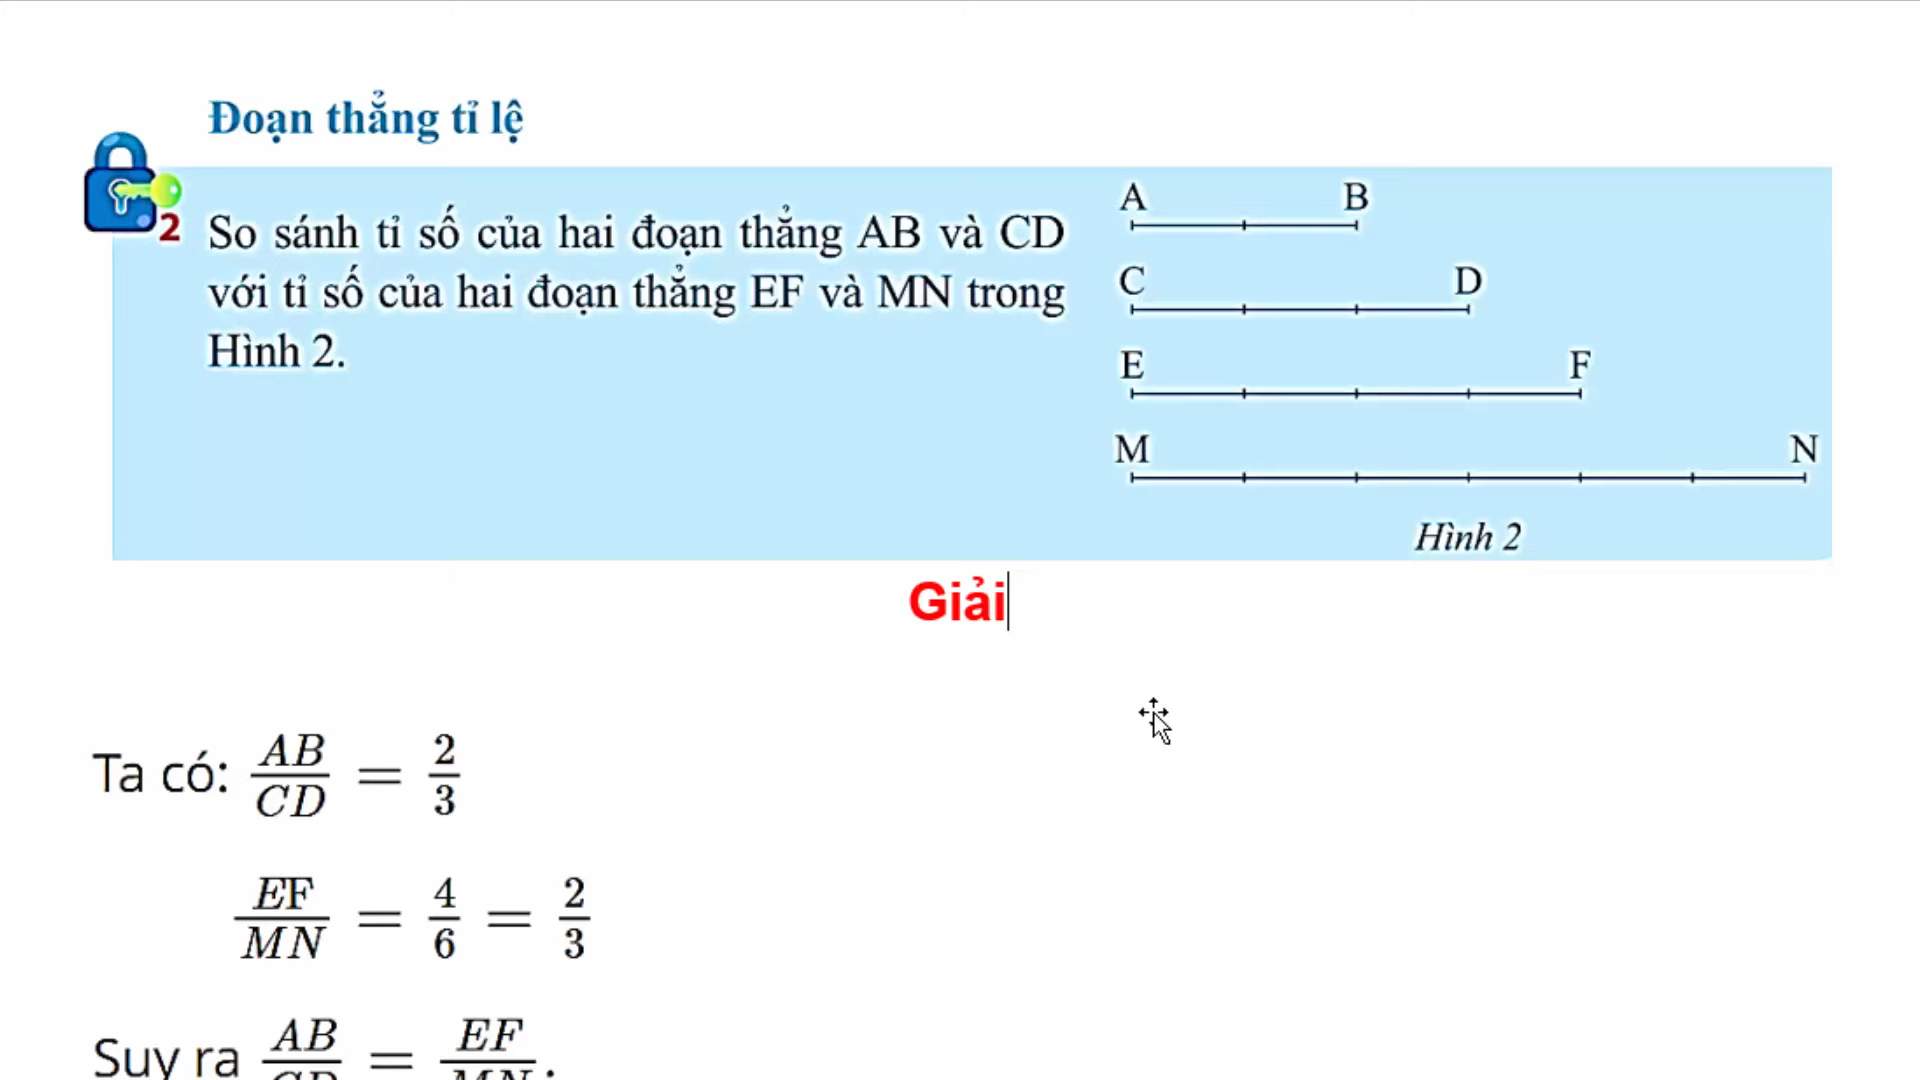 Đoạn thẳng tỉ lệ
2
So sánh tỉ số của hai đoạn thẳng AB và CD
với tỉ số của hai đoạn thẳng EF và MN trong
Hình 2.
A B
C D
E F
M N
Hình 2
Giải
Ta có: AB/CD = 2/3
EF/MN = 4/6 = 2/3
Suy ra AB/CD = EF/MN.